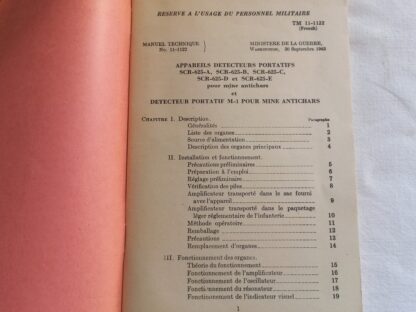 RESERVE A L'USAGE DU PERSONNEL MILITAIRE
TM 11-1122
(French)
MANUEL TECHNIQUE
No. 11-1122
MINISTERE DE LA GUERRE,
WASHINGTON, 30 Septembre 1943
APPAREILS DETECTEURS PORTATIFS
SCR-625-A, SCR-625-B, SCR-625-C,
SCR-625-D et SCR-625-E
pour mine antichars
et
DETECTEUR PORTATIF M-1 POUR MINE ANTICHARS
CHAPITRE I. Description. Paragraphe
Généralités 1
Liste des organes 2
Source d'alimentation 3
Description des organes principaux 4
II. Installation et fonctionnement.
Précautions préliminaires 5
Préparation à l'emploi 6
Réglage préliminaire 7
Vérification des piles 8
Amplificateur transporté dans le sac fourni
avec l'appareil 9
Amplificateur transporté dans le paquetage
léger réglementaire de l'infanterie 10
Méthode opératoire 11
Remballage 12
Précautions 13
Remplacement d'organes 14
III. Fonctionnement des organes.
Théorie du fonctionnement 15
Fonctionnement de l'amplificateur 16
Fonctionnement de l'oscillateur 17
Fonctionnement du résonateur 18
Fonctionnement de l'indicateur visuel 19
1